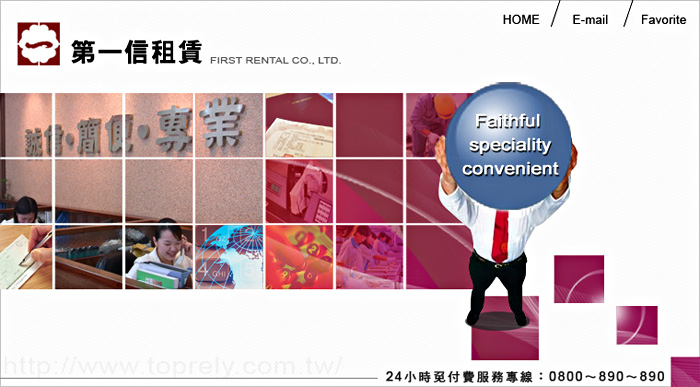 HOME / E-mail / Favorite
第一信租賃 FIRST RENTAL CO., LTD.
誠信·簡便·專業
Faithful
speciality
convenient
http://www.toprely.com.tw/
24小時免付費服務專線：0800～890～890